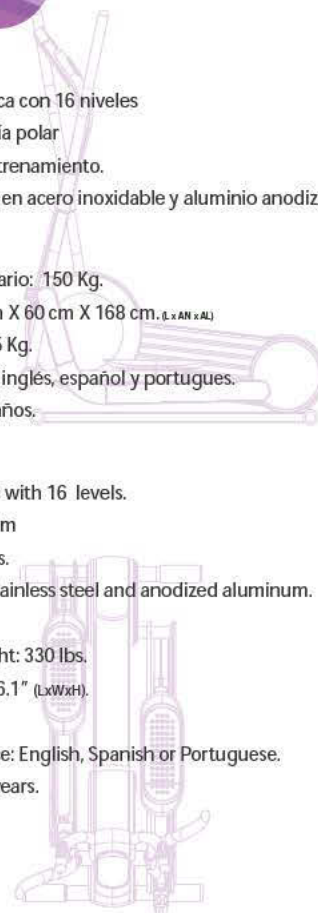 ca con 16 niveles
ía polar
trenamiento.
en acero inoxidable y aluminio anodiz
ario: 150 Kg.
X 60 cm X 168 cm. (L x AN x AL)
Kg.
inglés, español y portugues.
años.
with 16 levels.
m
s.
ainless steel and anodized aluminum.
ht: 330 lbs.
6.1" (LxWxH).
e: English, Spanish or Portuguese.
ears.